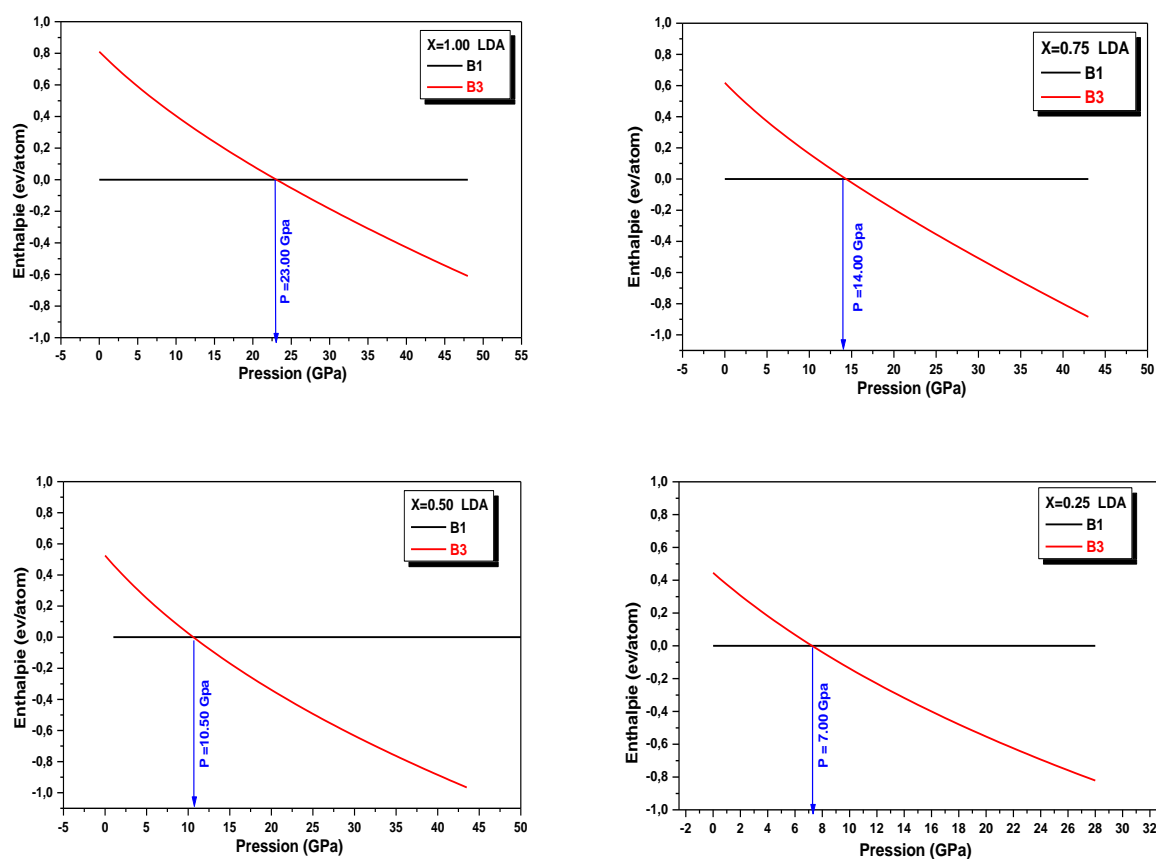 X=1.00 LDA
B1
B3
Enthalpie (ev/atom)
1,0
0,8
0,6
0,4
0,2
0,0
-0,2
-0,4
-0,6
-0,8
-1,0
P =23.00 Gpa
-5 0 5 10 15 20 25 30 35 40 45 50 55
Pression (GPa)
X=0.75 LDA
B1
B3
Enthalpie (ev/atom)
1,0
0,8
0,6
0,4
0,2
0,0
-0,2
-0,4
-0,6
-0,8
-1,0
P =14.00 Gpa
-5 0 5 10 15 20 25 30 35 40 45 50
Pression (GPa)
X=0.50 LDA
B1
B3
Enthalpie (ev/atom)
1,0
0,8
0,6
0,4
0,2
0,0
-0,2
-0,4
-0,6
-0,8
-1,0
P =10.50 Gpa
-5 0 5 10 15 20 25 30 35 40 45 50
Pression (GPa)
X=0.25 LDA
B1
B3
Enthalpie (ev/atom)
1,0
0,8
0,6
0,4
0,2
0,0
-0,2
-0,4
-0,6
-0,8
-1,0
P = 7.00 Gpa
-2 0 2 4 6 8 10 12 14 16 18 20 22 24 26 28 30 32
Pression (GPa)